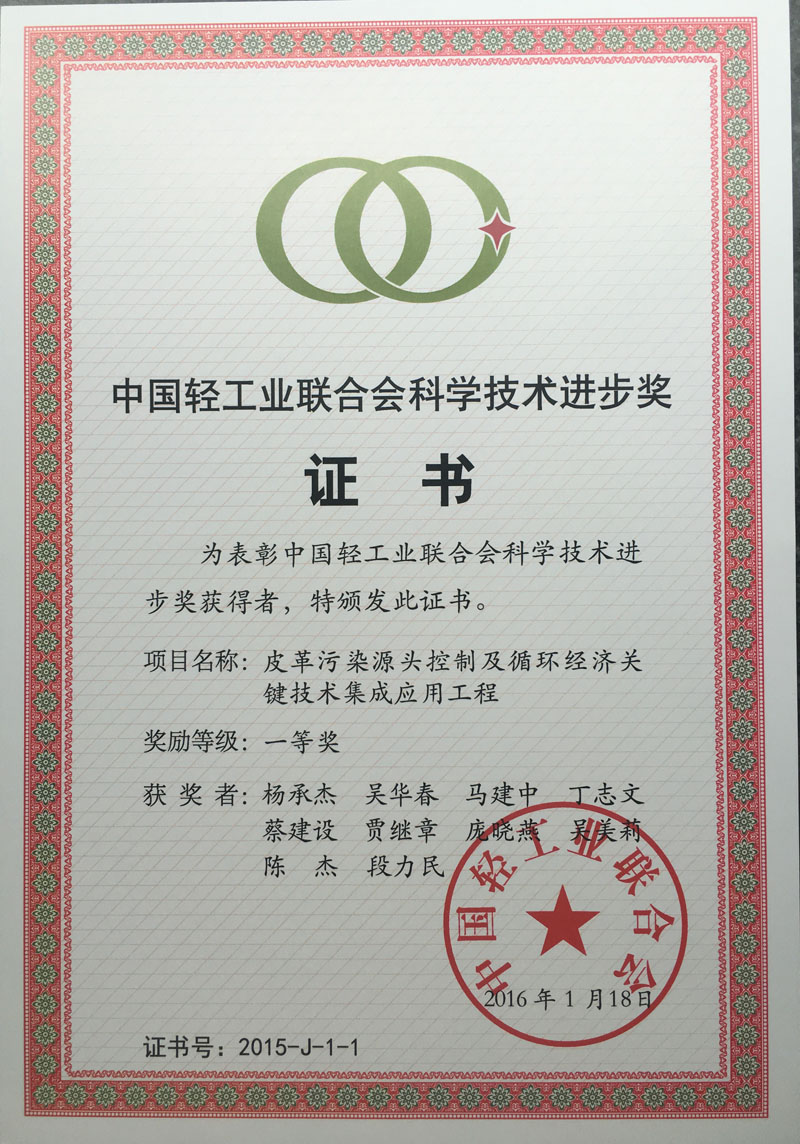 中国轻工业联合会科学技术进步奖
证 书
为表彰中国轻工业联合会科学技术进
步奖获得者，特颁发此证书。
项目名称：皮革污染源头控制及循环经济关
键技术集成应用工程
奖励等级：一等奖
获 奖 者：杨承杰 吴华春 马建中 丁志文
蔡建设 贾继章 庞晓燕 吴美莉
陈 杰 段力民
中国轻工业联合会
2016 年 1 月18日
证书号：2015-J-1-1